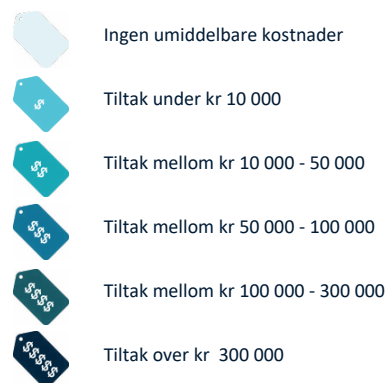 Ingen umiddelbare kostnader
$
Tiltak under kr 10 000
$$
Tiltak mellom kr 10 000 - 50 000
$$$
Tiltak mellom kr 50 000 - 100 000
$$$$
Tiltak mellom kr 100 000 - 300 000
$$$$$
Tiltak over kr  300 000